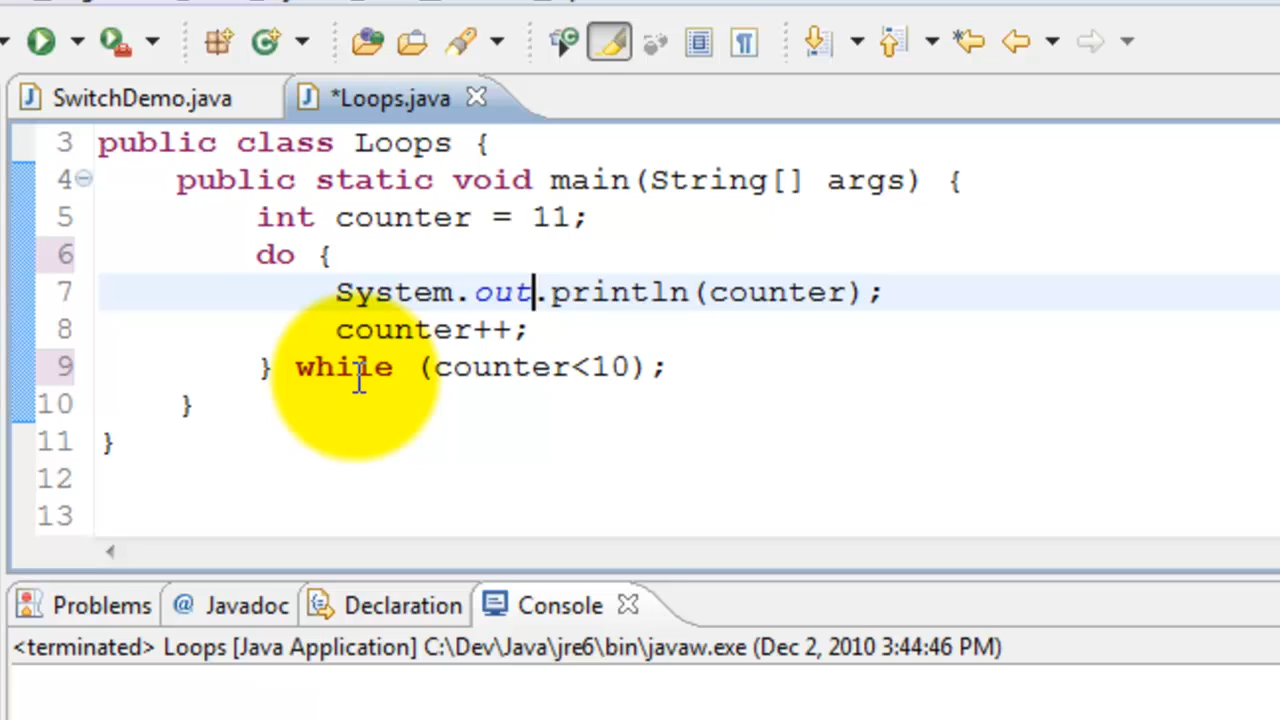 SwitchDemo.java
*Loops.java
3 public class Loops {
4 public static void main(String[] args) {
5 int counter = 11;
6 do {
7 System.out.println(counter);
8 counter++;
9 } while (counter<10);
10 }
11 }
12
13
Problems @ Javadoc Declaration Console
<terminated> Loops [Java Application] C:\Dev\Java\jre6\bin\javaw.exe (Dec 2, 2010 3:44:46 PM)